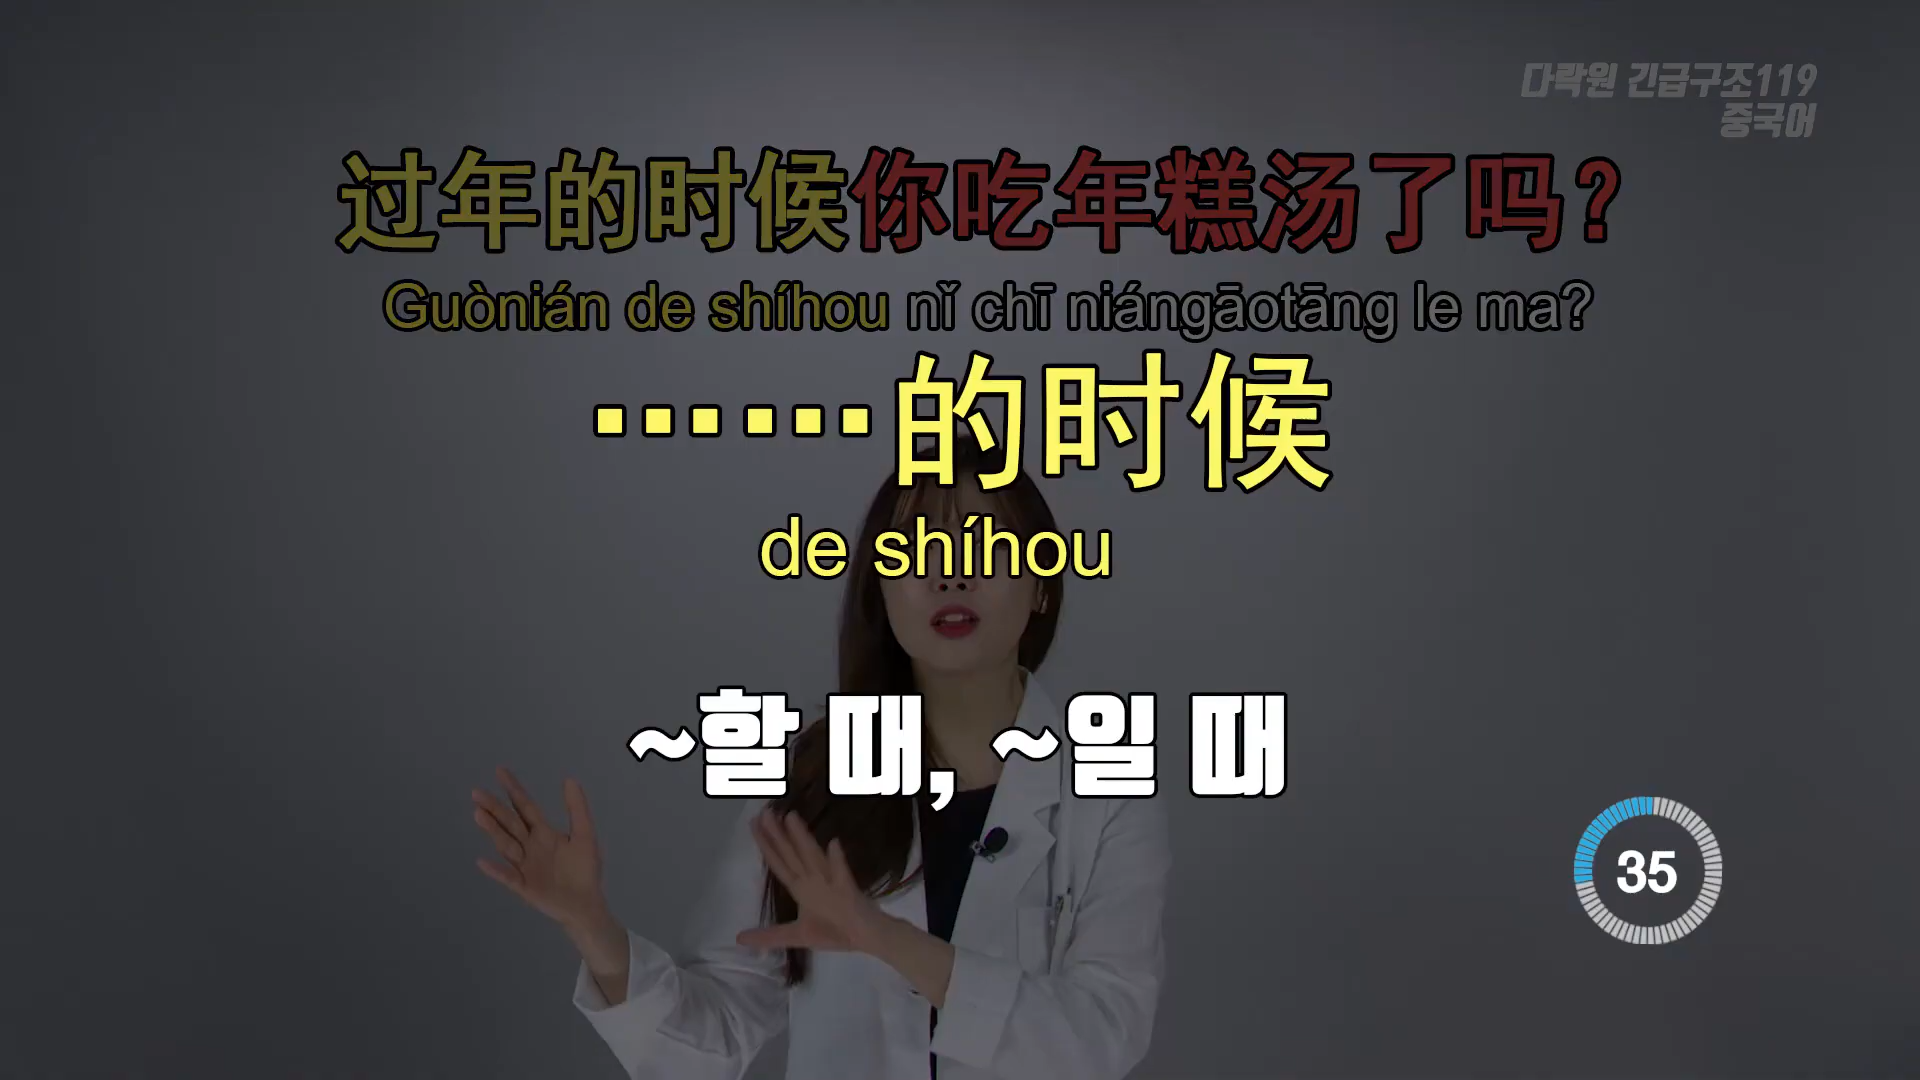 다락원 긴급구조119
중국어
过年的时候你吃年糕汤了吗?
Guònián de shíhou nǐ chī niángāotāng le ma?
……的时候
de shíhou
~할 때, ~일 때
35